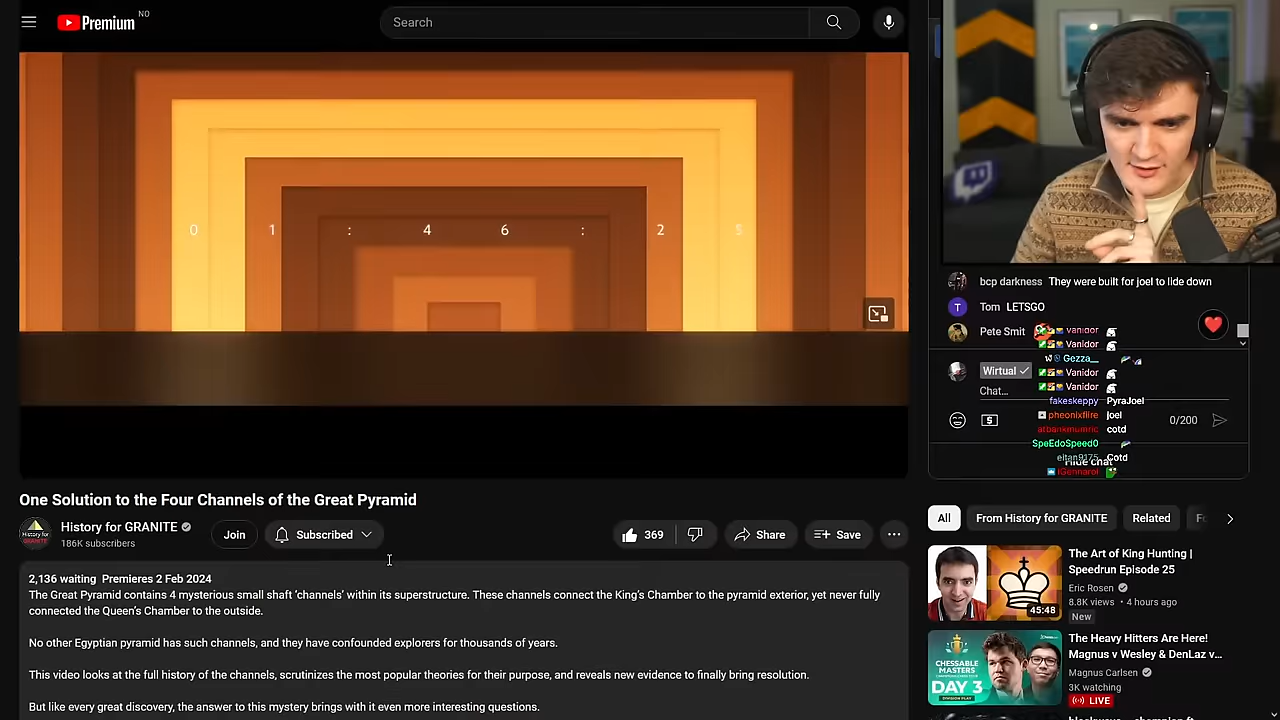 Premium NO
Search
0 1 : 4 6 : 2 5
bcp darkness They were built for joel to lide down
Tom LETSGO
Pete Smit
Vanidor
Vanidor
Gezza__
Wirtual
Vanidor
Vanidor
Chat...
fakeskeppy PyraJoel
pheonixfire joel
0/200
cotd
SpeEdoSpeed0
eitan9175 Cotd
One Solution to the Four Channels of the Great Pyramid
History for GRANITE
186K subscribers
Join
Subscribed
369
Share
Save
All
From History for GRANITE
Related
2,136 waiting Premieres 2 Feb 2024
The Great Pyramid contains 4 mysterious small shaft 'channels' within its superstructure. These channels connect the King's Chamber to the pyramid exterior, yet never fully
connected the Queen's Chamber to the outside.
No other Egyptian pyramid has such channels, and they have confounded explorers for thousands of years.
This video looks at the full history of the channels, scrutinizes the most popular theories for their purpose, and reveals new evidence to finally bring resolution.
But like every great discovery, the answer to this mystery brings with it even more interesting questions.
45:48
The Art of King Hunting |
Speedrun Episode 25
Eric Rosen
8.8K views • 4 hours ago
New
CHESSABLE
MASTERS
DAY 3
The Heavy Hitters Are Here!
Magnus v Wesley & DenLaz v...
Magnus Carlsen
3K watching
LIVE